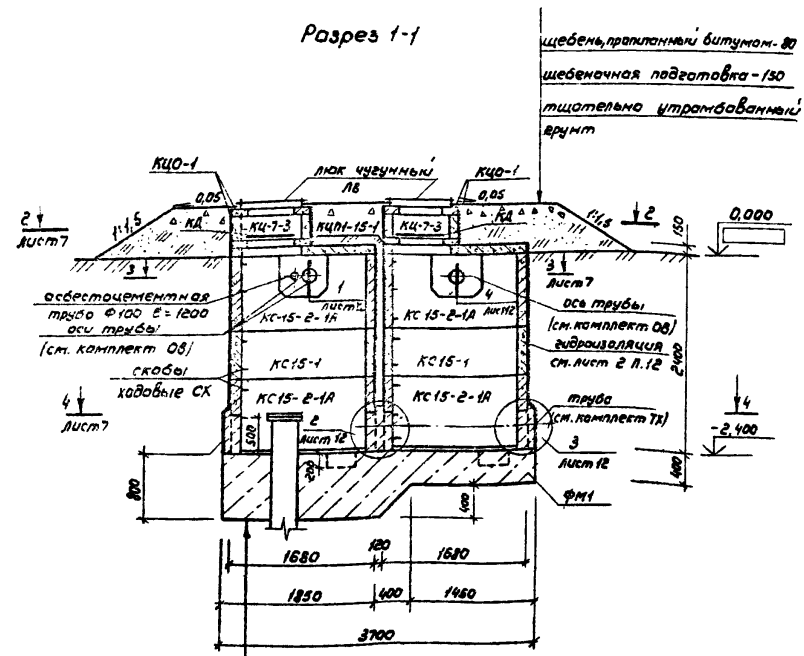 Разрез 1-1
щебень, пропитанный битумом-80
щебеночная подготовка-150
тщательно утрамбованный
грунт
КЦО-1
люк чугунный
ЛВ
КЦО-1
0,05
0,05
2
лист 7
1:1,5
КД
КЦ-7-3
КЦП1-15-1
КЦ-7-3
КД
1:1,5
2
150
0,000
3
3
лист 7
асбестоцементная
труба Ф100 ℓ=1200
оси трубы
(см. комплект ОВ)
1
КС-15-2-1А
4
лист 12
КС 15-2-1А
ось трубы
(см. комплект ОВ)
гидроизоляция
см. лист 2 п.12
2400
скобы
ходовые СХ
КС15-1
КС15-1
КС15-2-1А
КС15-2-1А
4
лист 7
труба
(см. комплект ТХ)
4
-2,400
500
2
лист 12
3
лист 12
200
800
400
400
ФМ1
1680
120
1680
1850
400
1450
3700